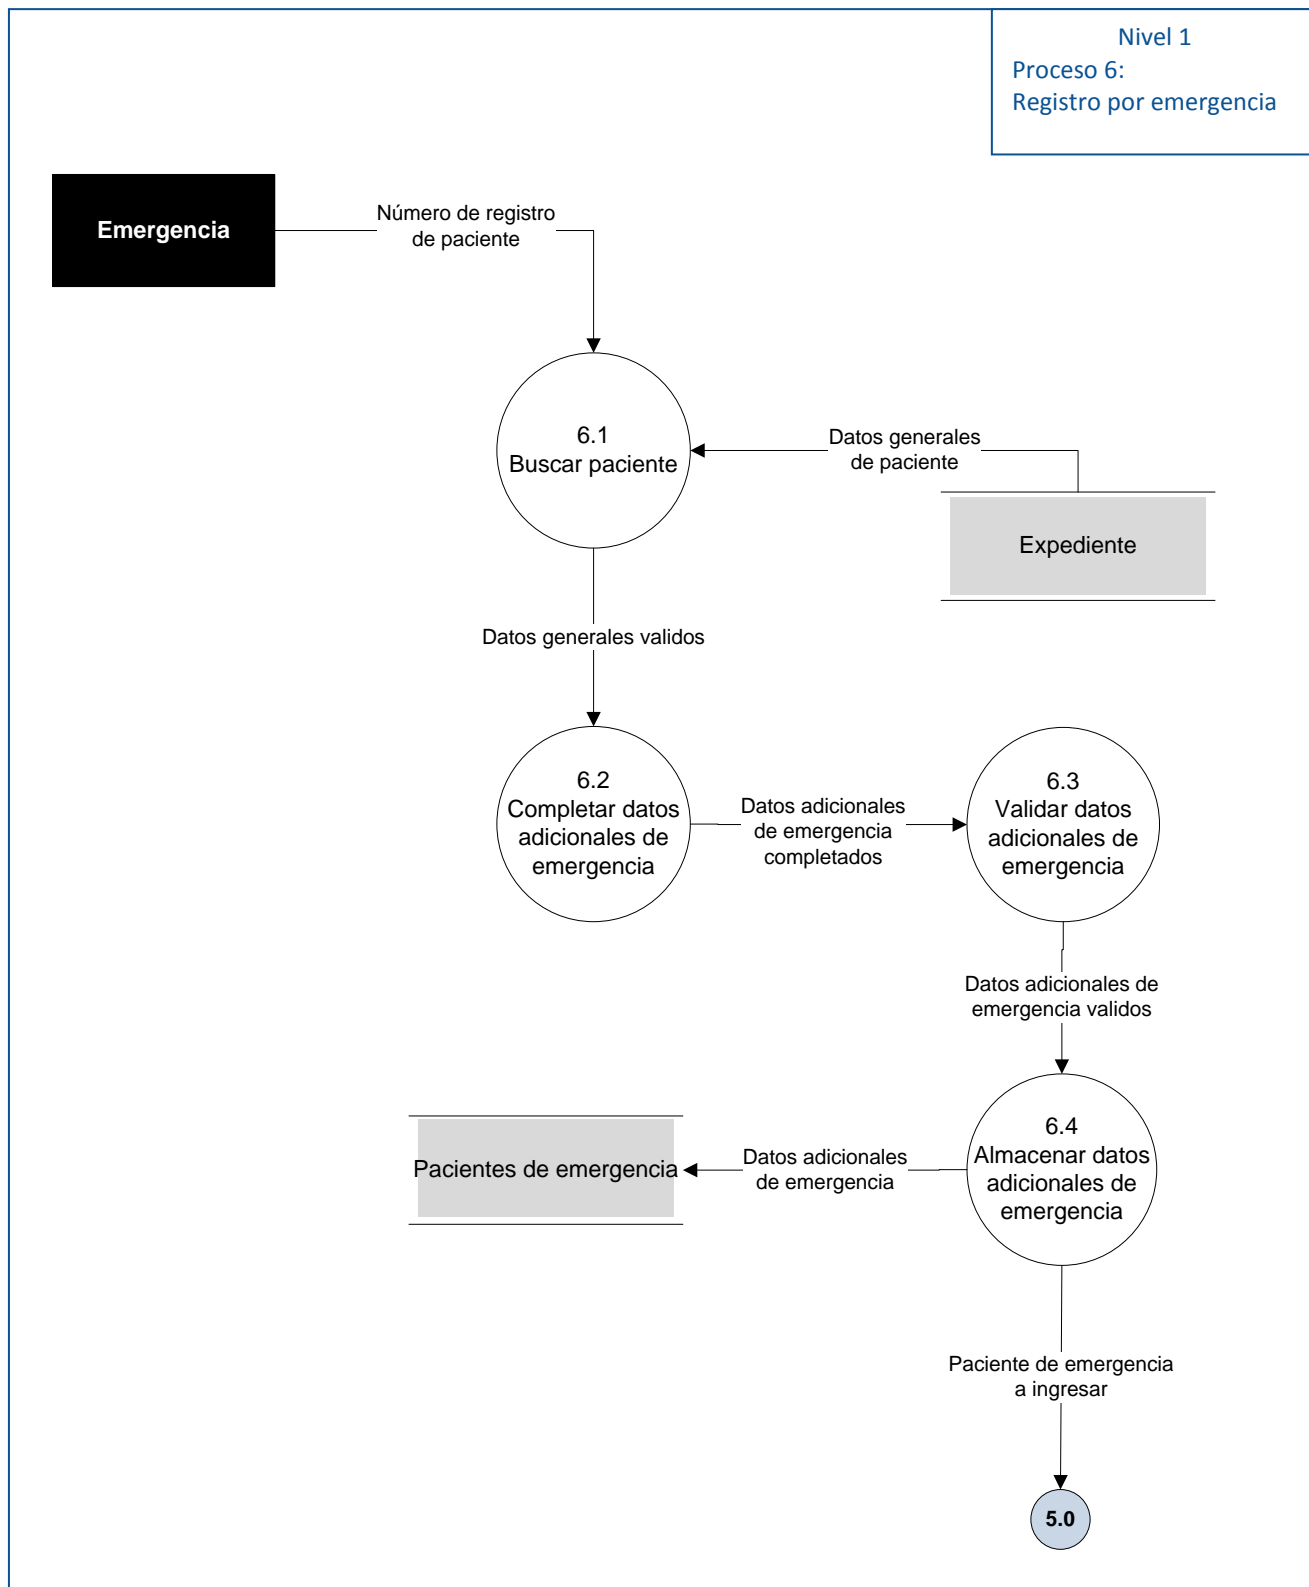 Nivel 1
Proceso 6:
Registro por emergencia
Emergencia
Número de registro
de paciente
6.1
Buscar paciente
Datos generales
de paciente
Expediente
Datos generales validos
6.2
Completar datos
adicionales de
emergencia
Datos adicionales
de emergencia
completados
6.3
Validar datos
adicionales de
emergencia
Datos adicionales de
emergencia validos
6.4
Almacenar datos
adicionales de
emergencia
Datos adicionales
de emergencia
Pacientes de emergencia
Paciente de emergencia
a ingresar
5.0